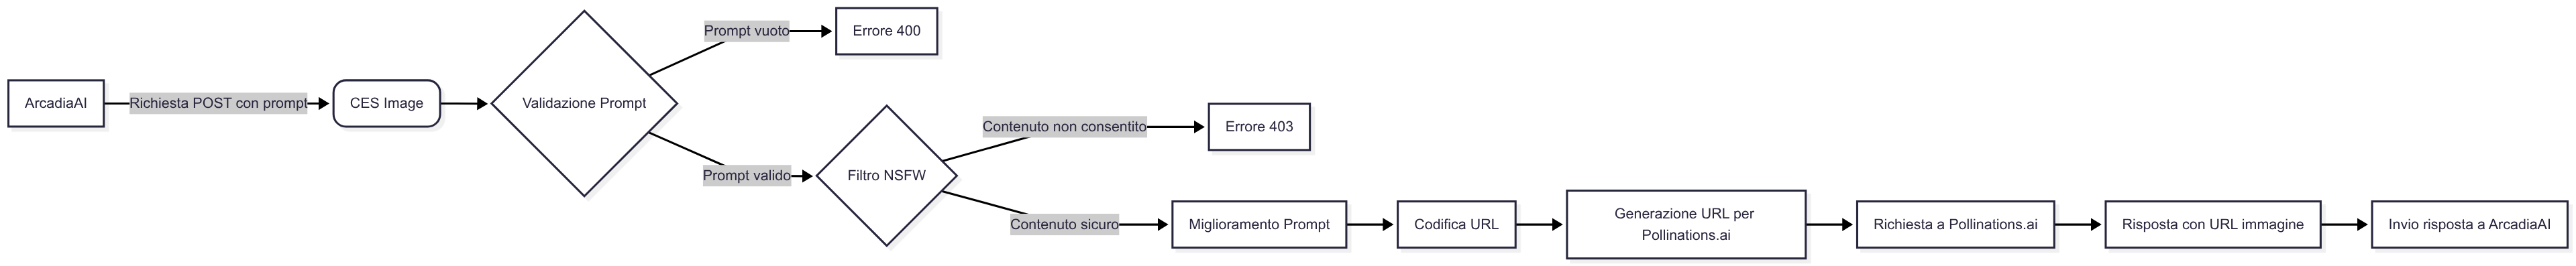 ArcadiaAI
Richiesta POST con prompt
CES Image
Validazione Prompt
Prompt vuoto
Errore 400
Prompt valido
Filtro NSFW
Contenuto non consentito
Errore 403
Contenuto sicuro
Miglioramento Prompt
Codifica URL
Generazione URL per
Pollinations.ai
Richiesta a Pollinations.ai
Risposta con URL immagine
Invio risposta a ArcadiaAI